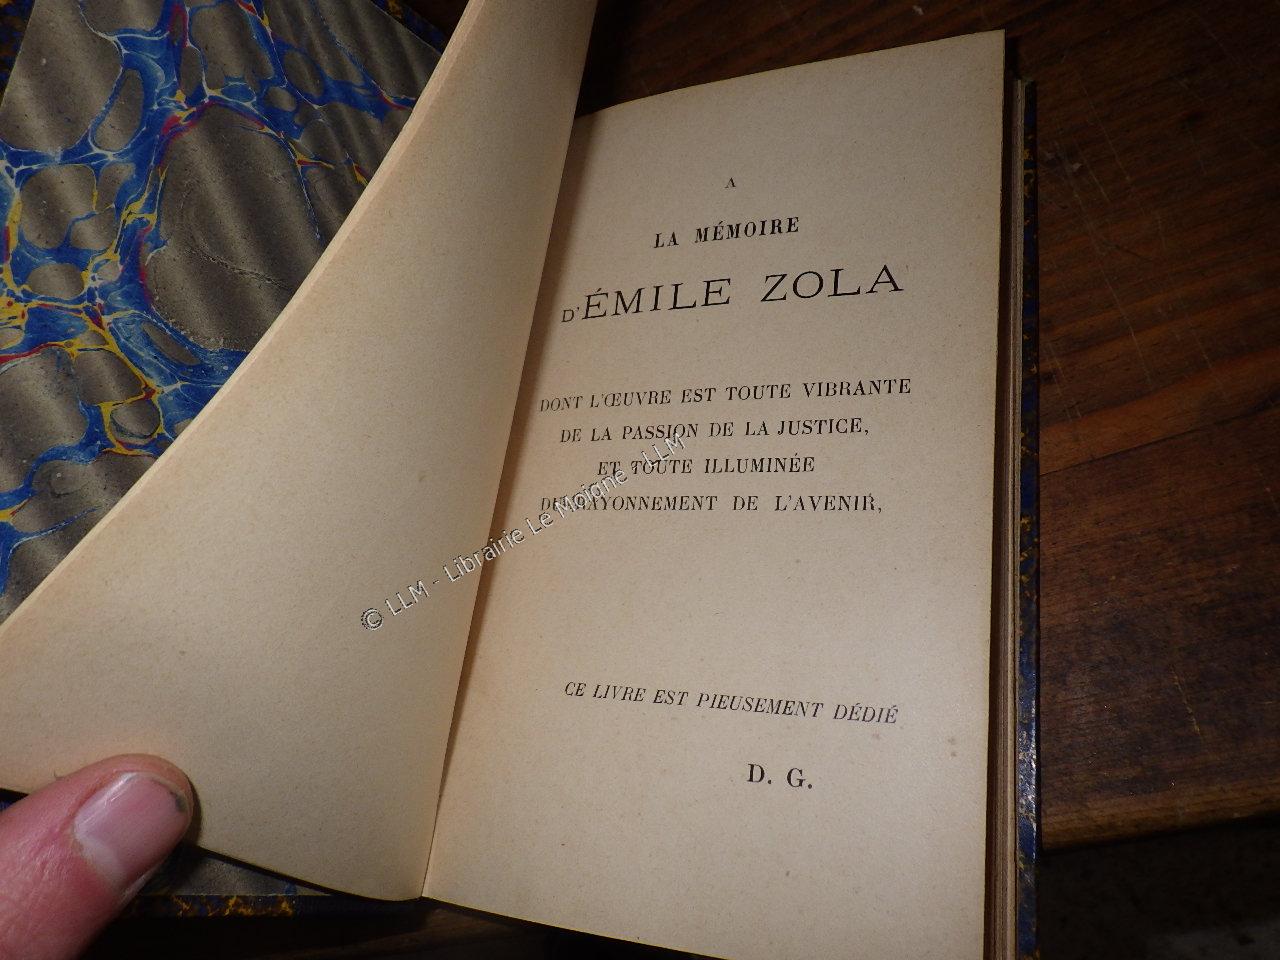 A
LA MÉMOIRE
D'ÉMILE ZOLA
DONT L'ŒUVRE EST TOUTE VIBRANTE
DE LA PASSION DE LA JUSTICE,
ET TOUTE ILLUMINÉE
DU RAYONNEMENT DE L'AVENIR,
CE LIVRE EST PIEUSEMENT DÉDIÉ
D. G.
© LLM - Librairie Le Moigne - LLM